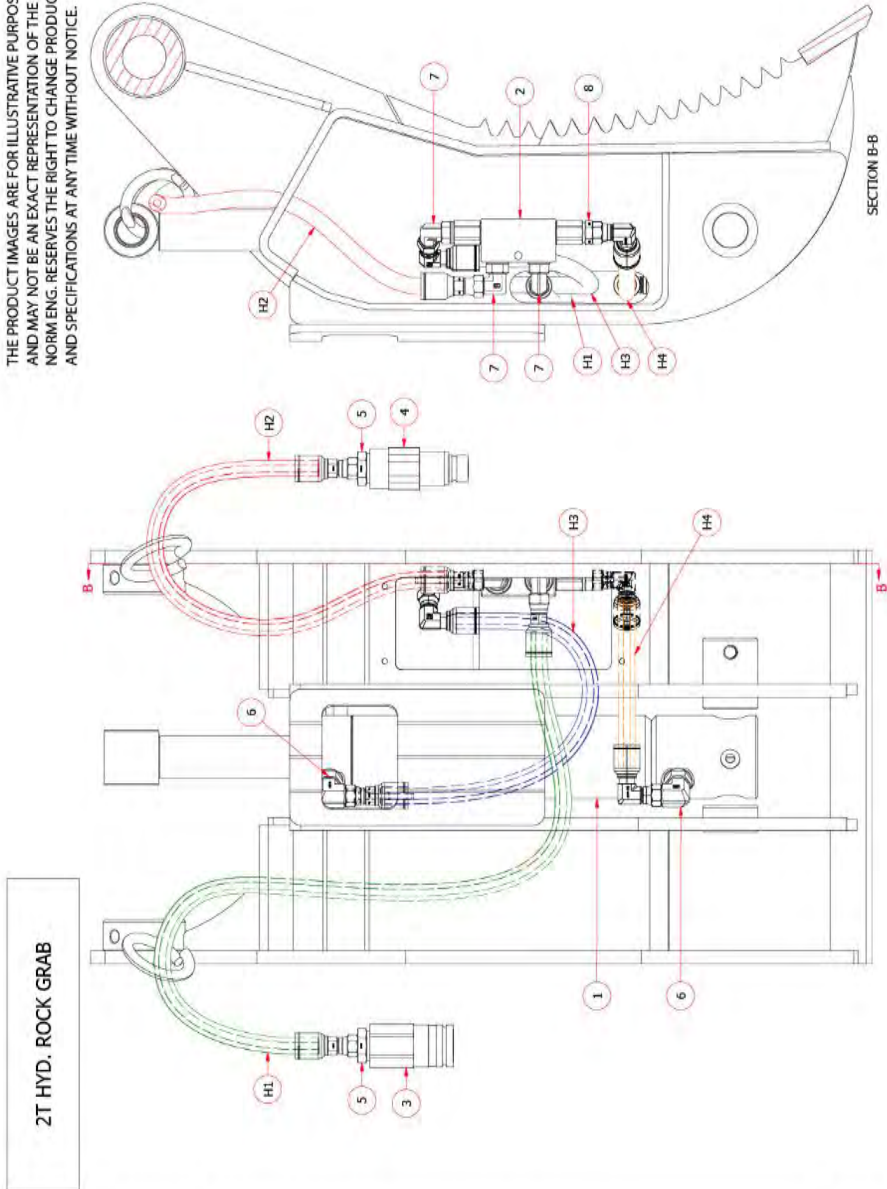 THE PRODUCT IMAGES ARE FOR ILLUSTRATIVE PURPOS
AND MAY NOT BE AN EXACT REPRESENTATION OF THE
NORM ENG. RESERVES THE RIGHT TO CHANGE PRODUC
AND SPECIFICATIONS AT ANY TIME WITHOUT NOTICE.
2T HYD. ROCK GRAB
7
2
8
H2
7
7
H1
H3
H4
SECTION B-B
H2
5
4
B
B
H3
H4
6
1
6
H1
5
3